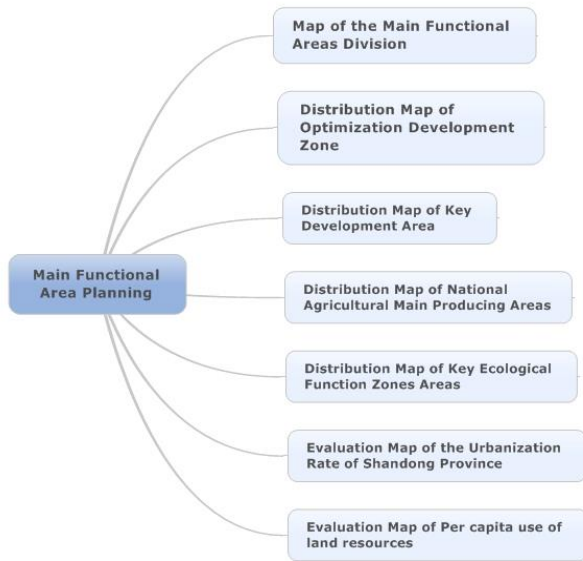 Map of the Main Functional
Areas Division
Distribution Map of
Optimization Development
Zone
Distribution Map of Key
Development Area
Main Functional
Area Planning
Distribution Map of National
Agricultural Main Producing Areas
Distribution Map of Key Ecological
Function Zones Areas
Evaluation Map of the Urbanization
Rate of Shandong Province
Evaluation Map of Per capita use of
land resources